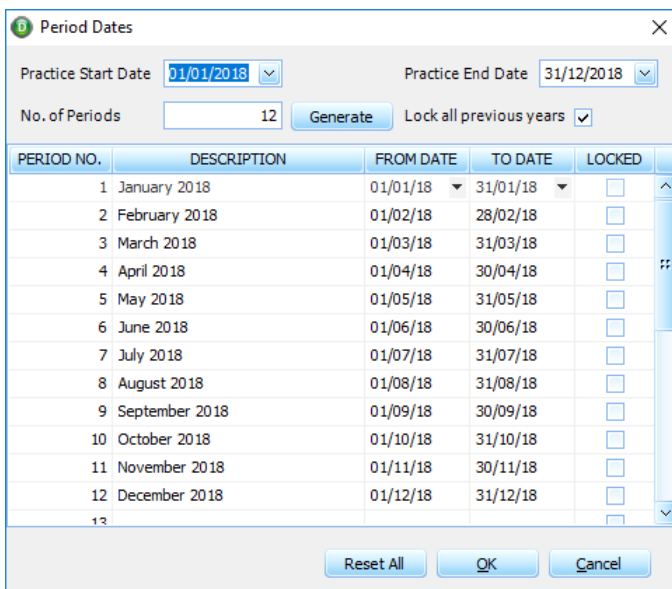 D Period Dates
Practice Start Date 01/01/2018 Practice End Date 31/12/2018
No. of Periods 12 Generate Lock all previous years
PERIOD NO. DESCRIPTION FROM DATE TO DATE LOCKED
1 January 2018 01/01/18 31/01/18
2 February 2018 01/02/18 28/02/18
3 March 2018 01/03/18 31/03/18
4 April 2018 01/04/18 30/04/18
5 May 2018 01/05/18 31/05/18
6 June 2018 01/06/18 30/06/18
7 July 2018 01/07/18 31/07/18
8 August 2018 01/08/18 31/08/18
9 September 2018 01/09/18 30/09/18
10 October 2018 01/10/18 31/10/18
11 November 2018 01/11/18 30/11/18
12 December 2018 01/12/18 31/12/18
13
Reset All OK Cancel